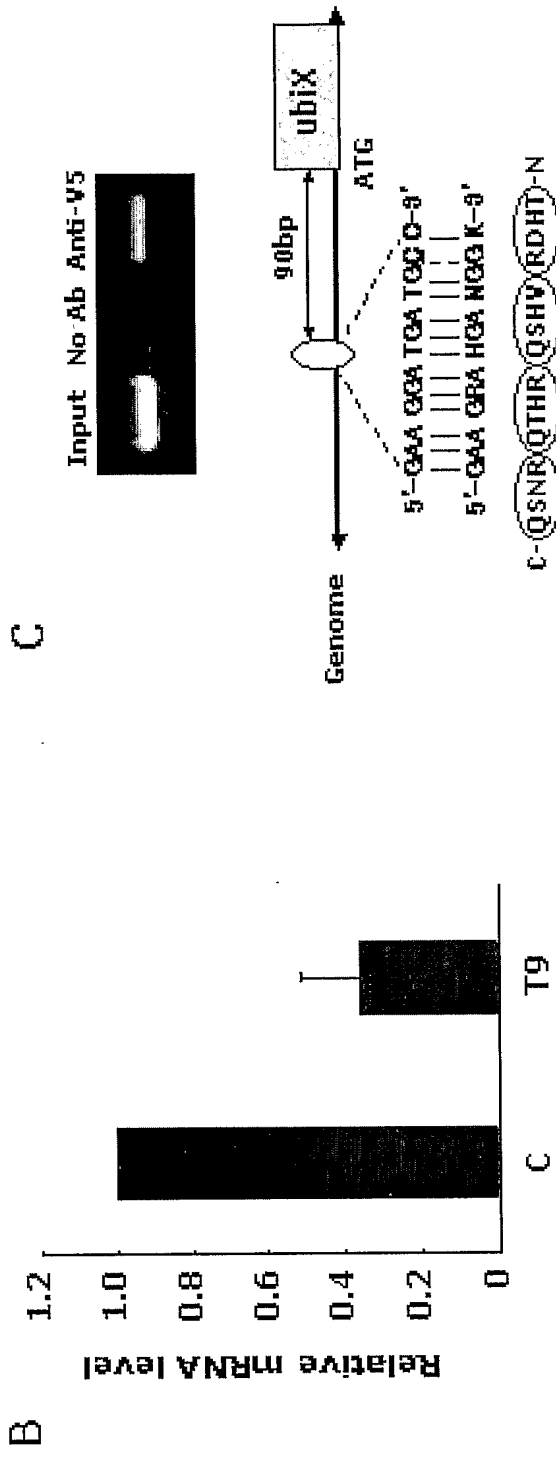 B
Relative mRNA level
1.2
1.0
0.8
0.6
0.4
0.2
0
C
T9
C
Input No-Ab Anti-V5
90bp
ubiX
Genome
ATG
5'-GAA GGA TGA TGG C-3'
5'-GAA GRA HGA NGG K-3'
C-QSNR QTHR QSHV RDHT-N